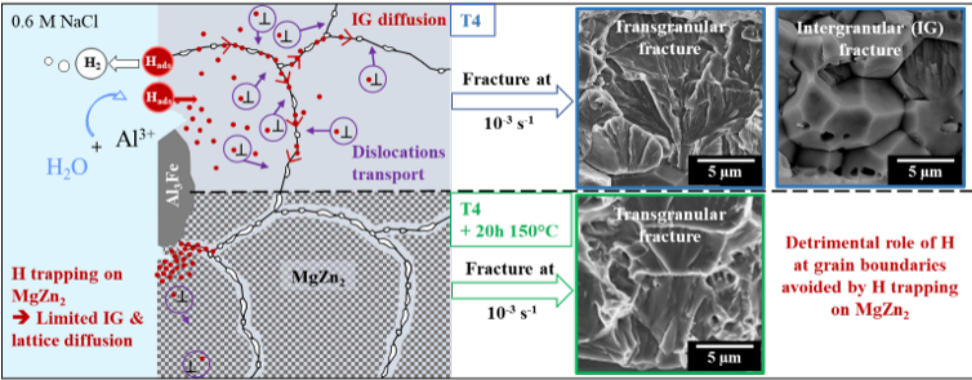 0.6 M NaCl
H₂
H_ads
H_ads
Al³⁺
+
H₂O
Al₃Fe
IG diffusion
Dislocations
transport
MgZn₂
H trapping on
MgZn₂
➔ Limited IG &
lattice diffusion
T4
Fracture at
10⁻³ s⁻¹
Transgranular
fracture
5 µm
Intergranular (IG)
fracture
5 µm
T4
+ 20h 150°C
Fracture at
10⁻³ s⁻¹
Transgranular
fracture
5 µm
Detrimental role of H
at grain boundaries
avoided by H trapping
on MgZn₂